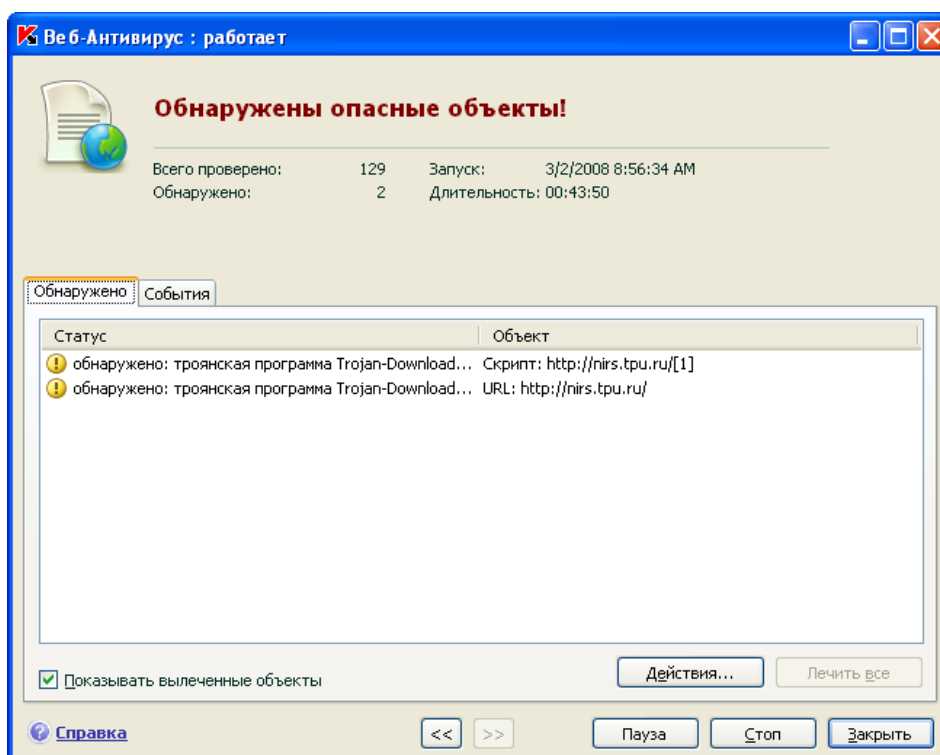 Веб-Антивирус : работает
Обнаружены опасные объекты!
Всего проверено: 129 Запуск: 3/2/2008 8:56:34 AM
Обнаружено: 2 Длительность: 00:43:50
Обнаружено События
Статус Объект
обнаружено: троянская программа Trojan-Download... Скрипт: http://nirs.tpu.ru/[1]
обнаружено: троянская программа Trojan-Download... URL: http://nirs.tpu.ru/
Показывать вылеченные объекты Действия... Лечить все
Справка << >> Пауза Стоп Закрыть